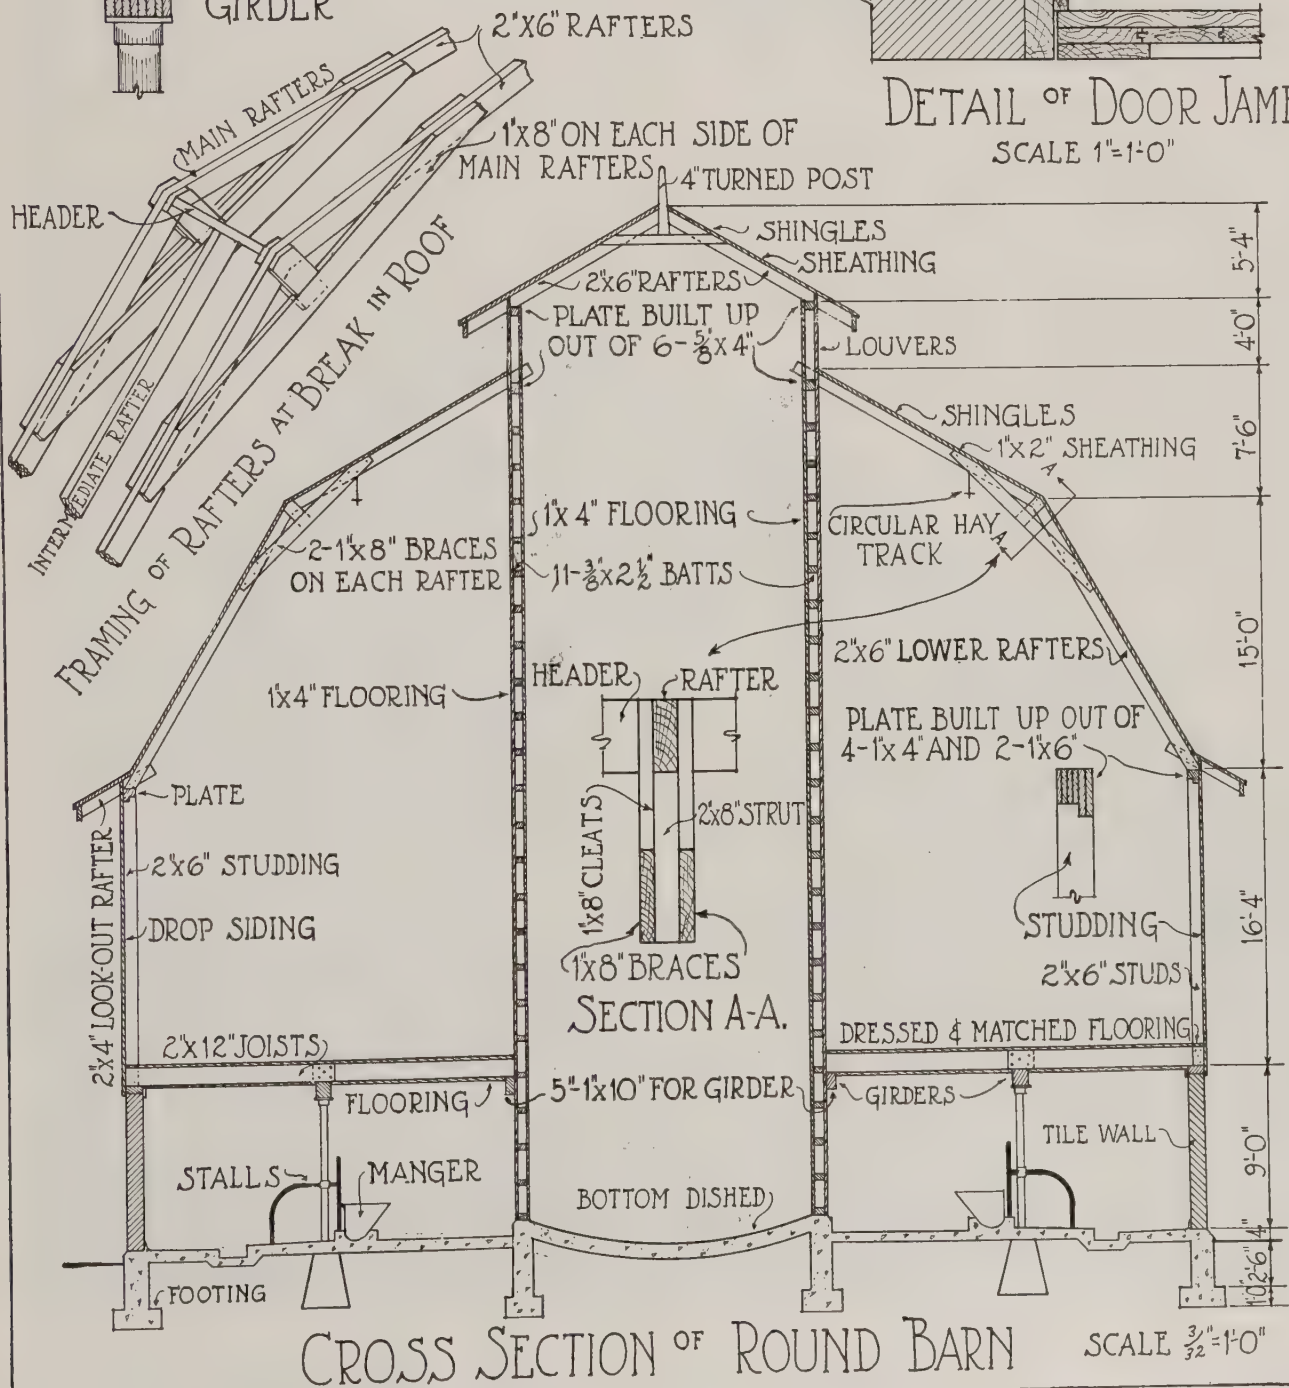 GIRDER
2"X6" RAFTERS
MAIN RAFTERS
1"X8" ON EACH SIDE OF
MAIN RAFTERS
HEADER
INTERMEDIATE RAFTER
FRAMING OF RAFTERS AT BREAK IN ROOF
DETAIL OF DOOR JAMB
SCALE 1"=1'-0"
4" TURNED POST
SHINGLES
SHEATHING
2"X6" RAFTERS
PLATE BUILT UP
OUT OF 6-5/8"X4"
LOUVERS
SHINGLES
1"X2" SHEATHING
A
A
CIRCULAR HAY
TRACK
1"X4" FLOORING
2-1"X8" BRACES
ON EACH RAFTER
11-3/8"X2 1/2" BATTS
2"X6" LOWER RAFTERS
HEADER
RAFTER
1"X4" FLOORING
PLATE BUILT UP OUT OF
4-1"X4" AND 2-1"X6"
PLATE
2"X8" STRUT
1"X8" CLEATS
2"X6" STUDDING
2"X4" LOOK-OUT RAFTER
DROP SIDING
STUDDING
1"X8" BRACES
2"X6" STUDS
SECTION A-A.
DRESSED & MATCHED FLOORING
2"X12" JOISTS
FLOORING
5"-1"X10" FOR GIRDER
GIRDERS
TILE WALL
STALLS
MANGER
BOTTOM DISHED
FOOTING
5'-4"
4'-0"
7'-6"
15'-0"
16'-4"
9'-0"
4"
2'-6"
1'-0"
CROSS SECTION OF ROUND BARN
SCALE 3/32"=1'-0"